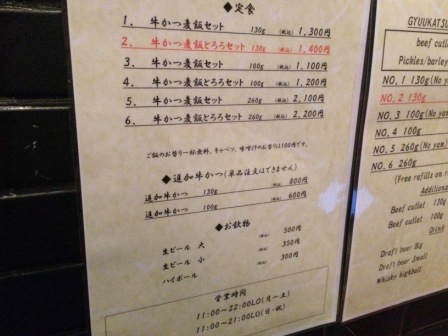 ◆定食
1. 牛かつ麦飯セット 130g (税込) 1,300円
2. 牛かつ麦飯とろろセット 130g (税込) 1,400円
3. 牛かつ麦飯セット 100g (税込) 1,100円
4. 牛かつ麦飯とろろセット 100g (税込) 1,200円
5. 牛かつ麦飯セット 260g (税込) 2,100円
6. 牛かつ麦飯とろろセット 260g (税込) 2,200円
ご飯のお替り一杯無料、キャベツ、味噌汁のお替りは100円です。
◆追加牛かつ(単品注文はできません)
追加牛かつ 130g (税込) 800円
追加牛かつ 100g (税込) 600円
◆お飲物
生ビール 大 (税込) 500円
生ビール 小 (税込) 350円
ハイボール (税込) 300円
営業時間
11:00~22:00LO(月~土)
11:00~21:00LO(日・祝)
GYUUKATSU
beef cutlet
Pickles/barley
NO. 1 130g(No ya
NO. 2 130g
NO. 3 100g(No yam)
NO. 4 100g
NO. 5 260g(No yam)
NO. 6 260g
(Free refills on r
Additional
Beef cutlet 130g
Beef cutlet 100g
Drink
Draft beer Big
Draft beer Small
Whisky highball